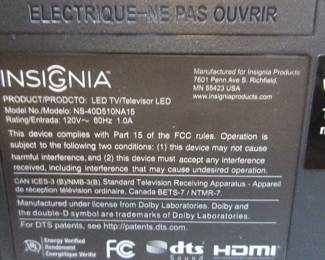 ELECTRIQUE-NE PAS OUVRIR
INSIGNIA™
Manufactured for Insignia Products
7601 Penn Ave S. Richfield,
MN 55423 USA
www.insigniaproducts.com
PRODUCT/PRODCTO: LED TV/Televisor LED
Model No./Modelo: NS-40D510NA15
Rating/Entrada: 120V~ 60Hz 1.0A
This device complies with Part 15 of the FCC rules. Operation is
subject to the following two conditions: (1) this device may not cause
harmful interference, and (2) this device must accept any interference
received, including interference that may cause undesired operation.
CAN ICES-3 (B)/NMB-3(B), Standard Television Receiving Apparatus - Appareil
de réception télévision ordinaire, Canada BETS-7 / NTMR-7.
Manufactured under license from Dolby Laboratories. Dolby and
the double-D symbol are trademarks of Dolby Laboratories.
For DTS patents, see http://patents.dts.com.
Energy Verified
Rendement
Énergétique Vérifié
FC
dts
Sound
HDMI